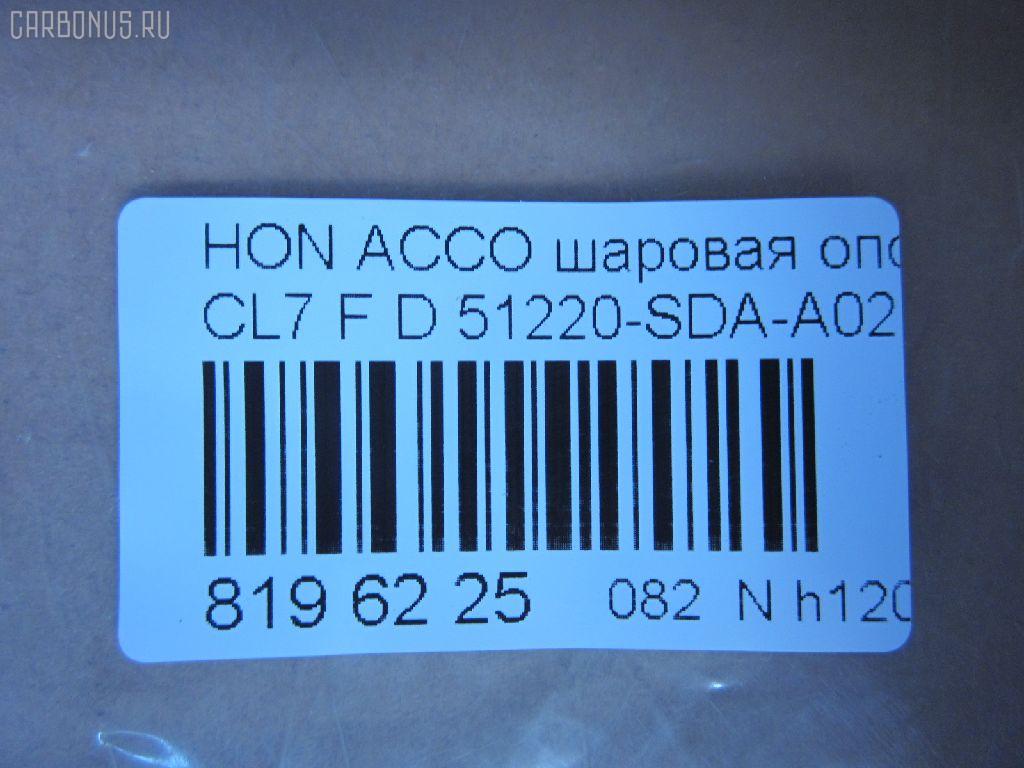 CARBONUS.RU
HON ACCO шаровая опо
CL7 F D 51220-SDA-A02
819 62 25 082 N h120